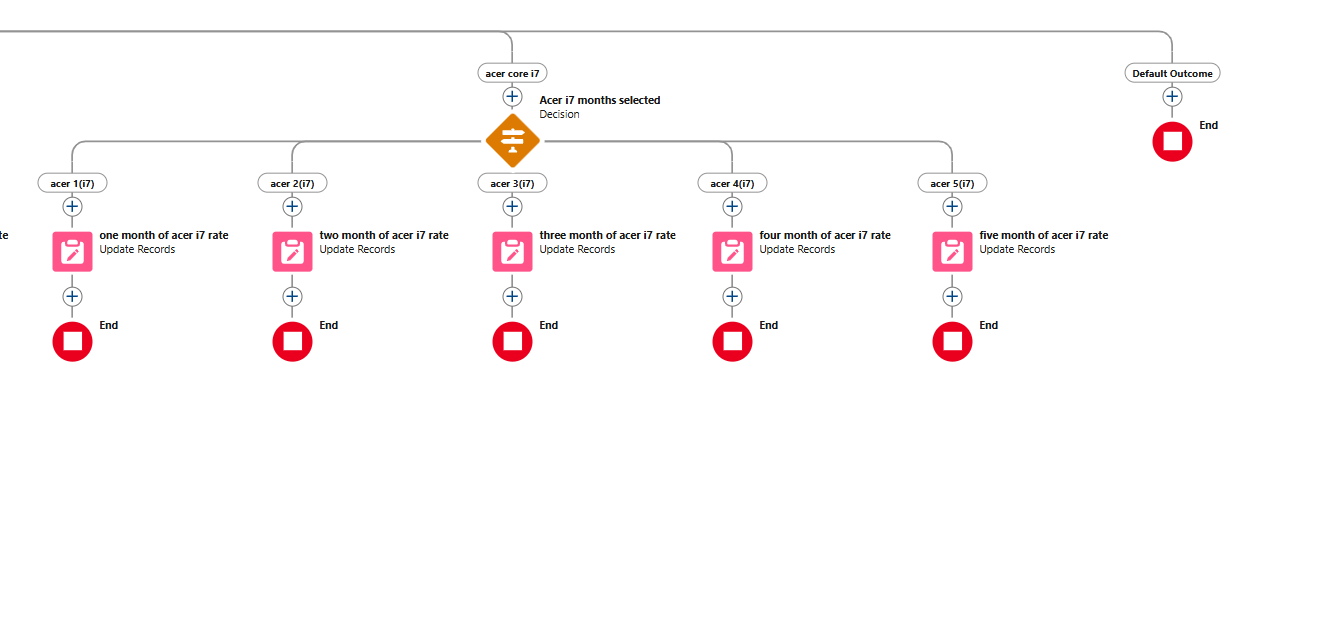 acer core i7
Default Outcome
Acer i7 months selected
Decision
End
acer 1(i7)
acer 2(i7)
acer 3(i7)
acer 4(i7)
acer 5(i7)
te
one month of acer i7 rate
Update Records
two month of acer i7 rate
Update Records
three month of acer i7 rate
Update Records
four month of acer i7 rate
Update Records
five month of acer i7 rate
Update Records
End
End
End
End
End